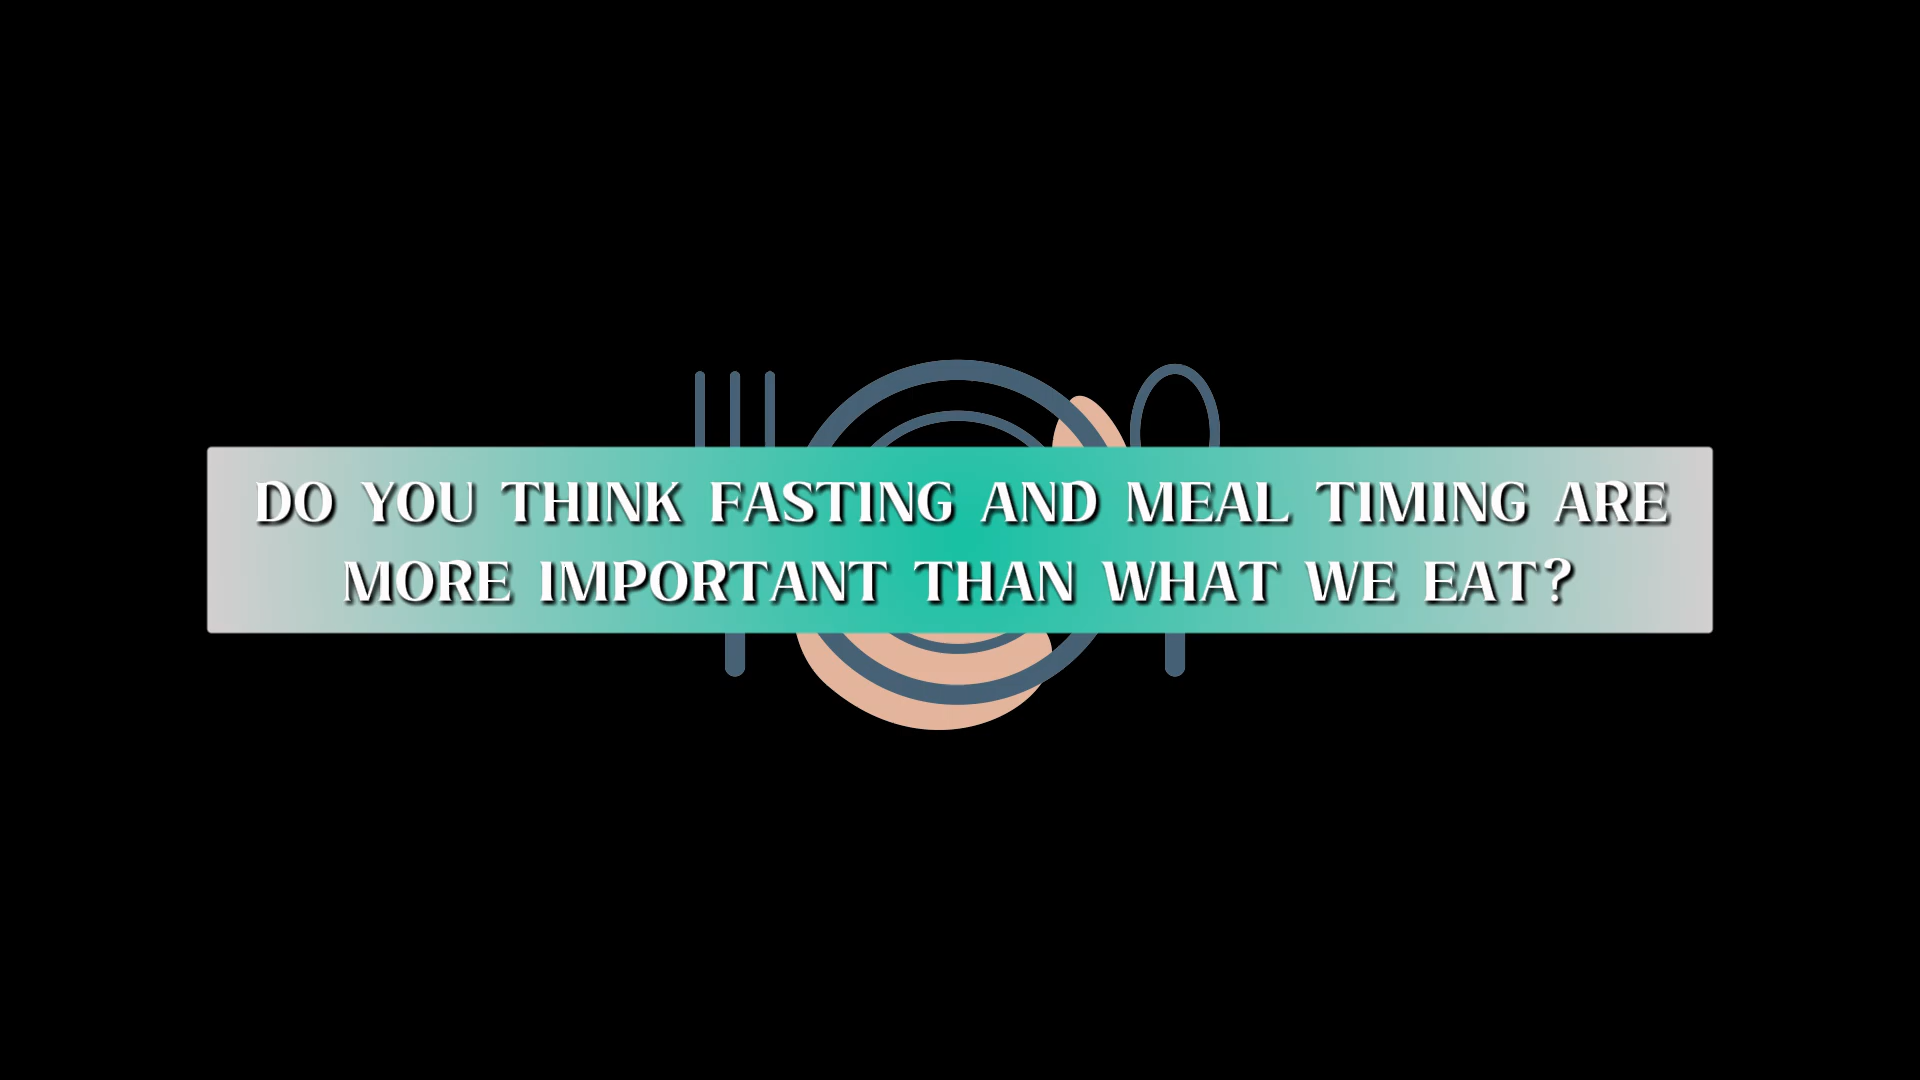 DO YOU THINK FASTING AND MEAL TIMING ARE
MORE IMPORTANT THAN WHAT WE EAT?